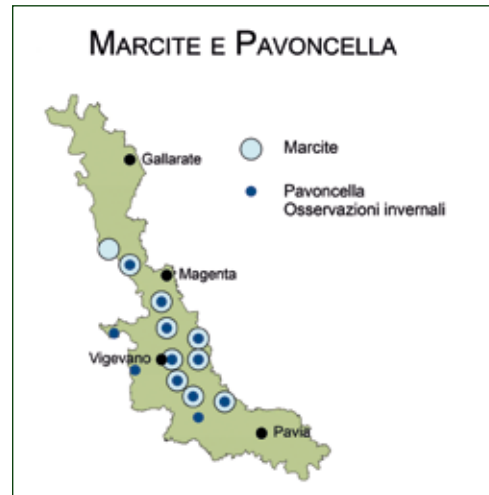 MARCITE E PAVONCELLA
Gallarate
Marcite
Pavoncella
Osservazioni invernali
Magenta
Vigevano
Pavia